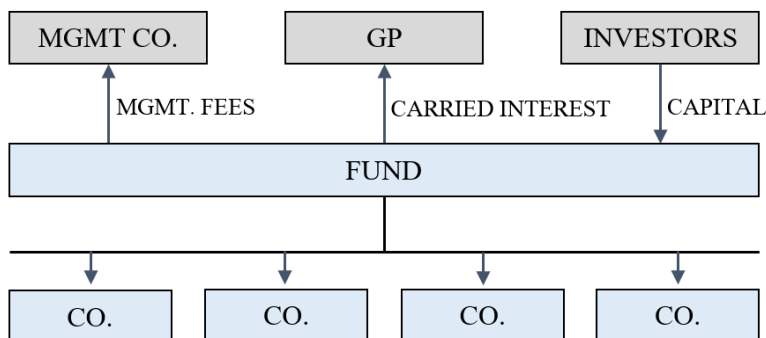 MGMT CO.
GP
INVESTORS
MGMT. FEES
CARRIED INTEREST
CAPITAL
FUND
CO.
CO.
CO.
CO.